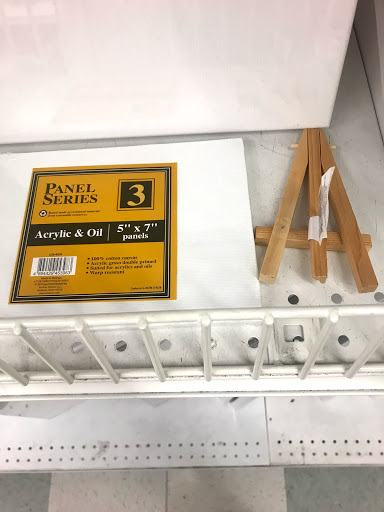 PANEL
SERIES
3
Acrylic & Oil
5" x 7"
panels
• 100% cotton canvas
• Acrylic gesso double primed
• Suited for acrylics and oils
• Warp resistant